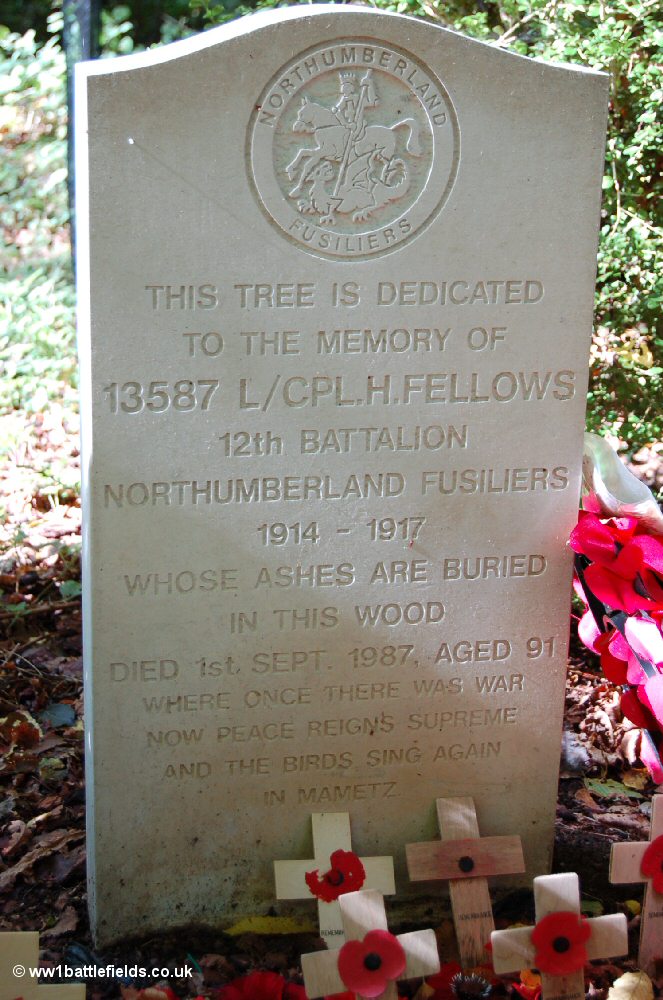 NORTHUMBERLAND
FUSILIERS
THIS TREE IS DEDICATED
TO THE MEMORY OF
13587 L/CPL.H.FELLOWS
12th BATTALION
NORTHUMBERLAND FUSILIERS
1914 - 1917
WHOSE ASHES ARE BURIED
IN THIS WOOD
DIED 1st. SEPT. 1987, AGED 91
WHERE ONCE THERE WAS WAR
NOW PEACE REIGNS SUPREME
AND THE BIRDS SING AGAIN
IN MAMETZ
© ww1battlefields.co.uk